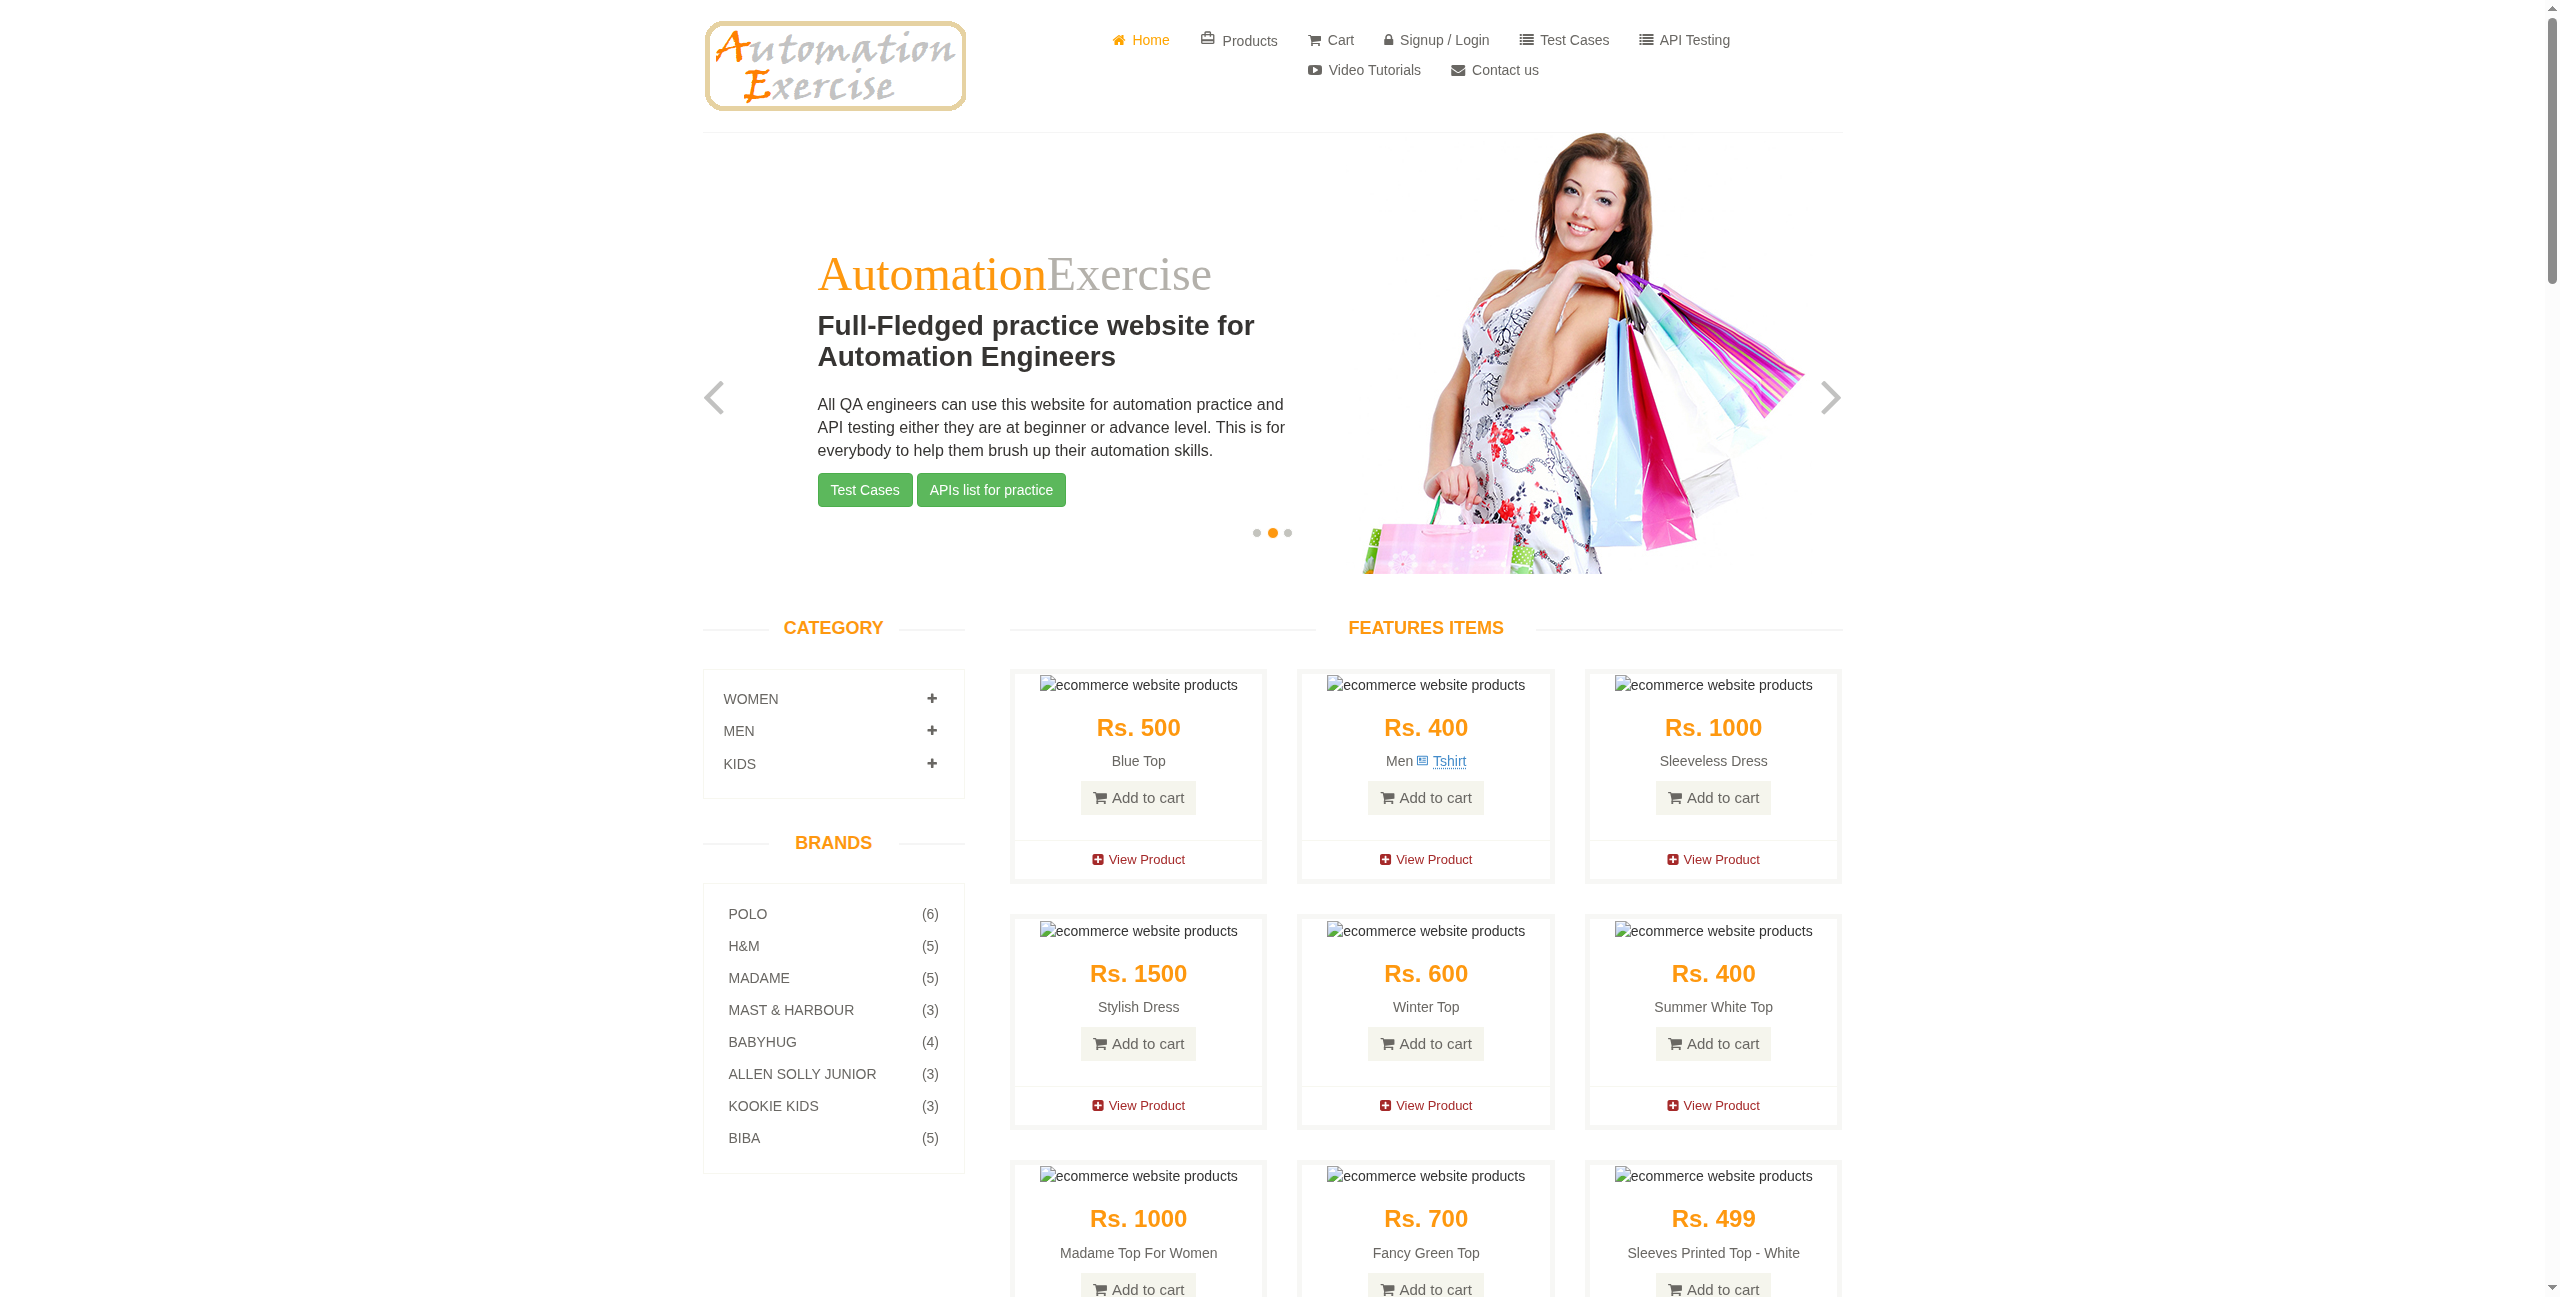 Automation
Exercise
Home
Products
Cart
Signup / Login
Test Cases
API Testing
Video Tutorials
Contact us
AutomationExercise
Full-Fledged practice website for
Automation Engineers
All QA engineers can use this website for automation practice and
API testing either they are at beginner or advance level. This is for
everybody to help them brush up their automation skills.
Test Cases
APIs list for practice
CATEGORY
WOMEN
MEN
KIDS
BRANDS
POLO (6)
H&M (5)
MADAME (5)
MAST & HARBOUR (3)
BABYHUG (4)
ALLEN SOLLY JUNIOR (3)
KOOKIE KIDS (3)
BIBA (5)
FEATURES ITEMS
ecommerce website products
Rs. 500
Blue Top
Add to cart
View Product
ecommerce website products
Rs. 400
Men Tshirt
Add to cart
View Product
ecommerce website products
Rs. 1000
Sleeveless Dress
Add to cart
View Product
ecommerce website products
Rs. 1500
Stylish Dress
Add to cart
View Product
ecommerce website products
Rs. 600
Winter Top
Add to cart
View Product
ecommerce website products
Rs. 400
Summer White Top
Add to cart
View Product
ecommerce website products
Rs. 1000
Madame Top For Women
Add to cart
ecommerce website products
Rs. 700
Fancy Green Top
Add to cart
ecommerce website products
Rs. 499
Sleeves Printed Top - White
Add to cart